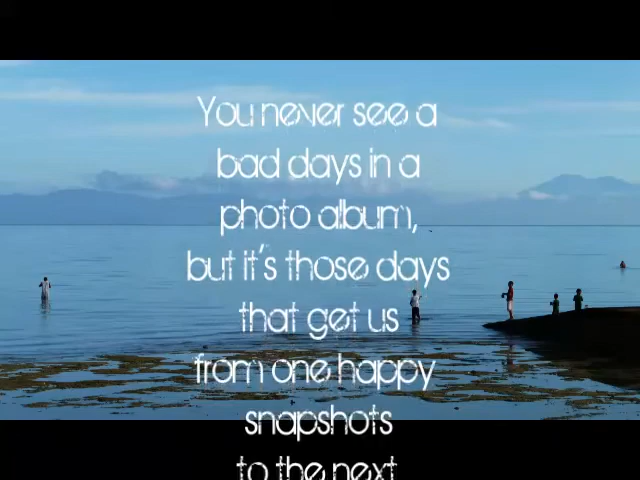 You never see a
bad days in a
photo album,
but it's those days
that get us
from one happy
snapshots
to the next